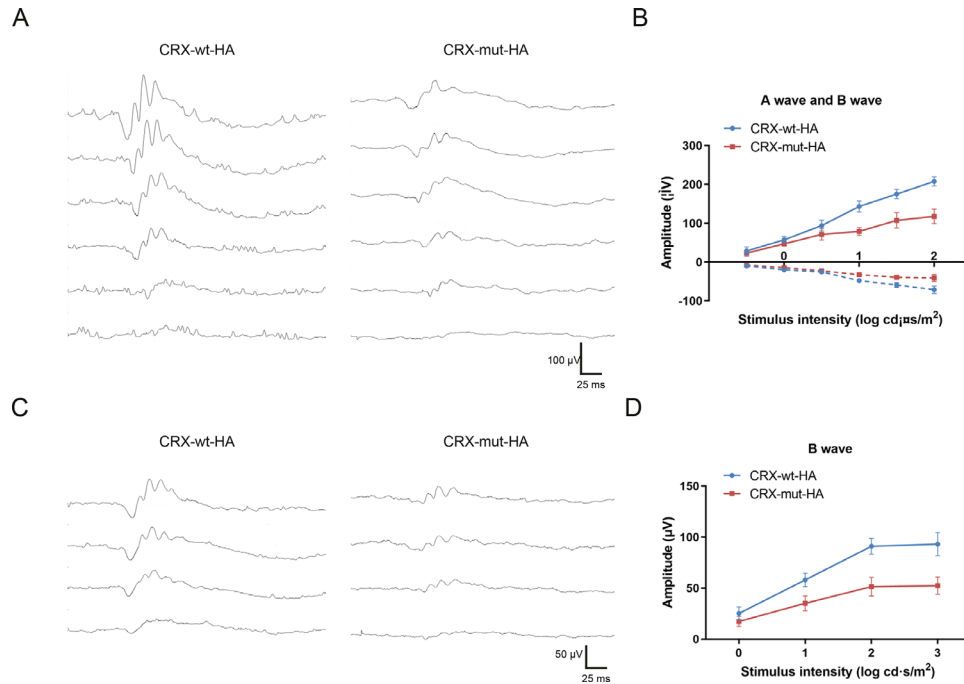 A
CRX-wt-HA
CRX-mut-HA
100 µV
25 ms
B
A wave and B wave
CRX-wt-HA
CRX-mut-HA
300
200
100
0
-100
0
1
2
Amplitude (¡ìV)
Stimulus intensity (log cd¡¤s/m²)
C
CRX-wt-HA
CRX-mut-HA
50 µV
25 ms
D
B wave
CRX-wt-HA
CRX-mut-HA
150
100
50
0
0
1
2
3
Amplitude (µV)
Stimulus intensity (log cd·s/m²)